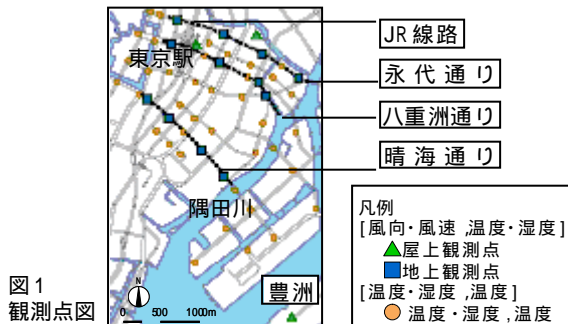 JR線路
東京駅
永代通り
八重洲通り
晴海通り
隅田川
豊洲
N
0 500 1000m
凡例
[風向・風速,温度・湿度]
▲屋上観測点
■地上観測点
[温度・湿度,温度]
●温度・湿度,温度
図1
観測点図